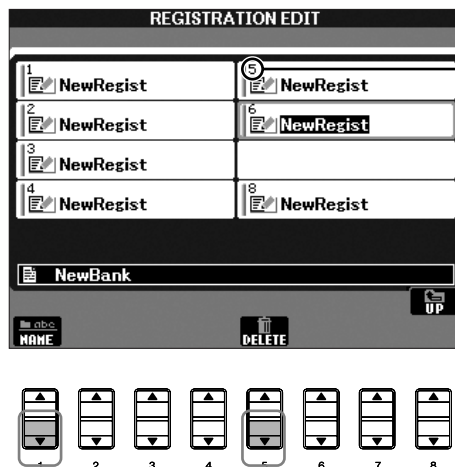 REGISTRATION EDIT
1 NewRegist
5 NewRegist
2 NewRegist
6 NewRegist
3 NewRegist
4 NewRegist
8 NewRegist
NewBank
UP
abc
NAME
DELETE
1 2 3 4 5 6 7 8